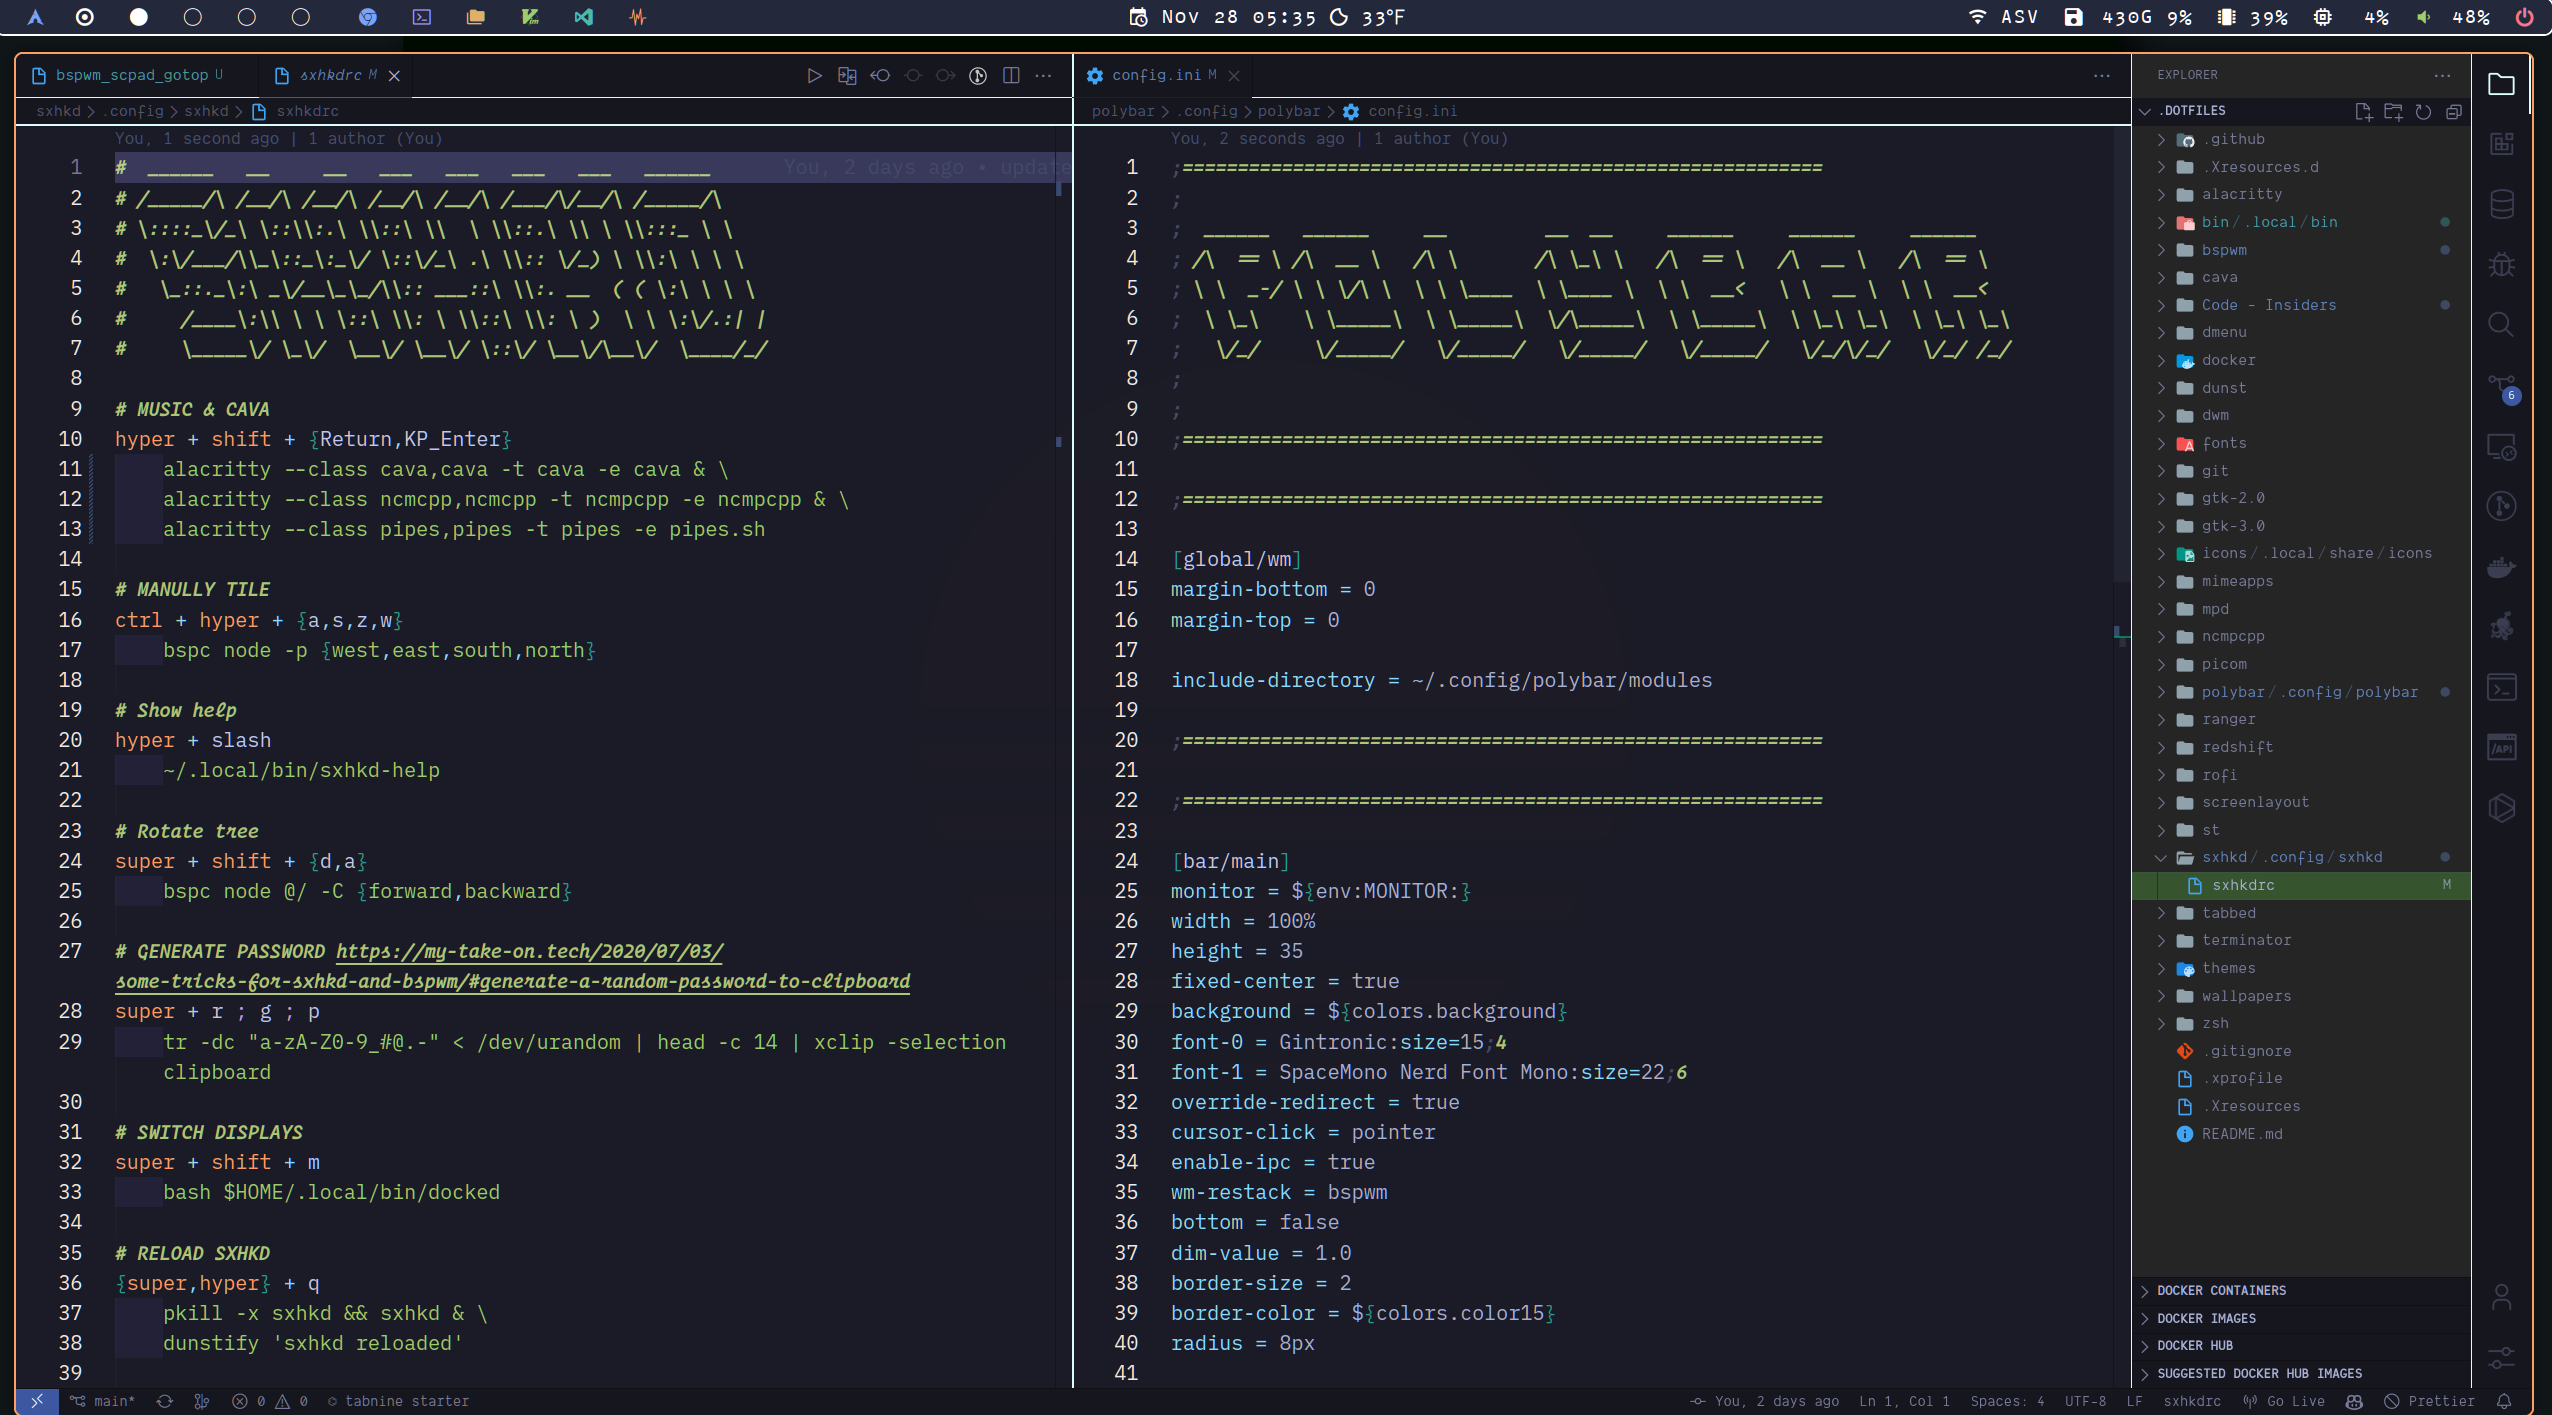 Nov 28 05:35 33°F
ASV 430G 9% 39% 4% 48%
bspwm_scpad_gotop U
sxhkdrc M
sxhkd > .config > sxhkd > sxhkdrc
You, 1 second ago | 1 author (You)
1 # You, 2 days ago • update
2 #
3 #
4 #
5 #
6 #
7 #
8
9 # MUSIC & CAVA
10 hyper + shift + {Return,KP_Enter}
11 alacritty --class cava,cava -t cava -e cava & \
12 alacritty --class ncmcpp,ncmcpp -t ncmpcpp -e ncmpcpp & \
13 alacritty --class pipes,pipes -t pipes -e pipes.sh
14
15 # MANULLY TILE
16 ctrl + hyper + {a,s,z,w}
17 bspc node -p {west,east,south,north}
18
19 # Show help
20 hyper + slash
21 ~/.local/bin/sxhkd-help
22
23 # Rotate tree
24 super + shift + {d,a}
25 bspc node @/ -C {forward,backward}
26
27 # GENERATE PASSWORD https://my-take-on.tech/2020/07/03/
some-tricks-for-sxhkd-and-bspwm/#generate-a-random-password-to-clipboard
28 super + r ; g ; p
29 tr -dc "a-zA-Z0-9_#@.-" < /dev/urandom | head -c 14 | xclip -selection
clipboard
30
31 # SWITCH DISPLAYS
32 super + shift + m
33 bash $HOME/.local/bin/docked
34
35 # RELOAD SXHKD
36 {super,hyper} + q
37 pkill -x sxhkd && sxhkd & \
38 dunstify 'sxhkd reloaded'
39
config.ini M
polybar > .config > polybar > config.ini
You, 2 seconds ago | 1 author (You)
1 ;==========================================================
2 ;
3 ;
4 ;
5 ;
6 ;
7 ;
8 ;
9 ;
10 ;==========================================================
11
12 ;==========================================================
13
14 [global/wm]
15 margin-bottom = 0
16 margin-top = 0
17
18 include-directory = ~/.config/polybar/modules
19
20 ;==========================================================
21
22 ;==========================================================
23
24 [bar/main]
25 monitor = ${env:MONITOR:}
26 width = 100%
27 height = 35
28 fixed-center = true
29 background = ${colors.background}
30 font-0 = Gintronic:size=15;4
31 font-1 = SpaceMono Nerd Font Mono:size=22;6
32 override-redirect = true
33 cursor-click = pointer
34 enable-ipc = true
35 wm-restack = bspwm
36 bottom = false
37 dim-value = 1.0
38 border-size = 2
39 border-color = ${colors.color15}
40 radius = 8px
41
EXPLORER
.DOTFILES
.github
.Xresources.d
alacritty
bin/.local/bin
bspwm
cava
Code - Insiders
dmenu
docker
dunst
dwm
fonts
git
gtk-2.0
gtk-3.0
icons/.local/share/icons
mimeapps
mpd
ncmpcpp
picom
polybar/.config/polybar
ranger
redshift
rofi
screenlayout
st
sxhkd/.config/sxhkd
sxhkdrc M
tabbed
terminator
themes
wallpapers
zsh
.gitignore
.xprofile
.Xresources
README.md
DOCKER CONTAINERS
DOCKER IMAGES
DOCKER HUB
SUGGESTED DOCKER HUB IMAGES
6
/API
main* 0 0 tabnine starter
You, 2 days ago Ln 1, Col 1 Spaces: 4 UTF-8 LF sxhkdrc Go Live Prettier